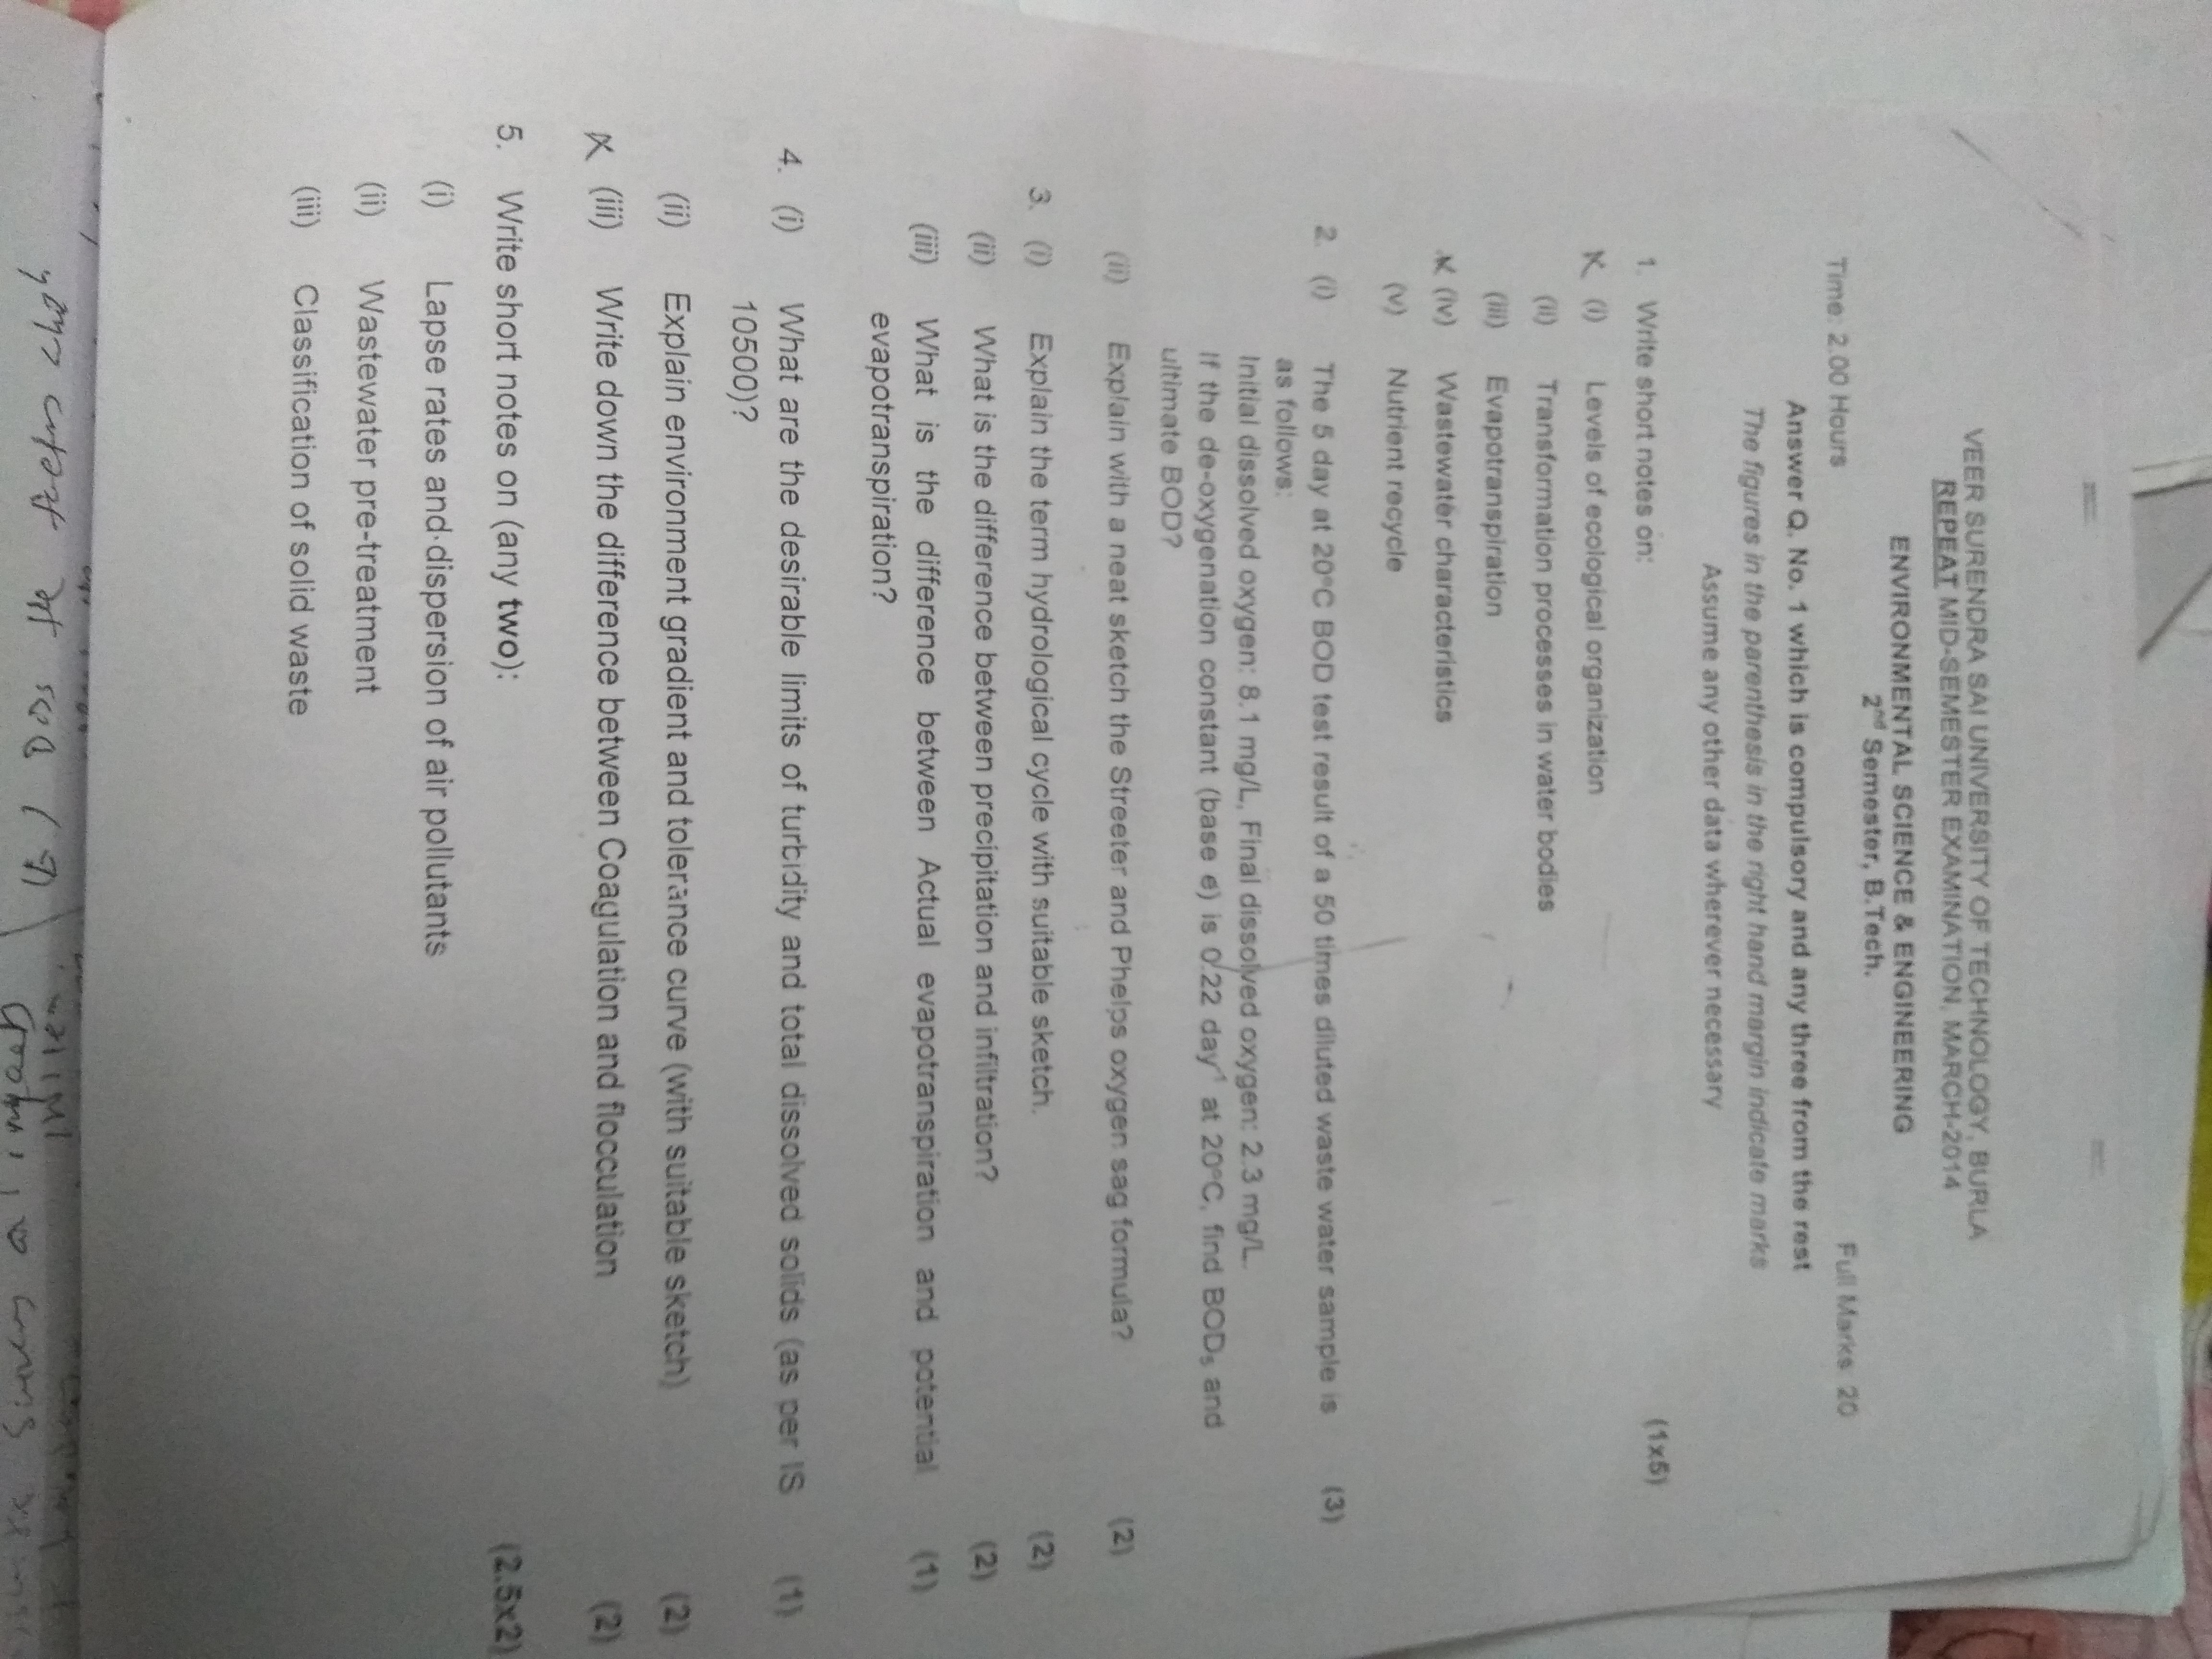 VEER SURENDRA SAI UNIVERSITY OF TECHNOLOGY, BURLA
REPEAT MID-SEMESTER EXAMINATION, MARCH-2014
ENVIRONMENTAL SCIENCE & ENGINEERING
2nd Semester, B.Tech.
Time: 2.00 Hours Full Marks 20
Answer Q. No. 1 which is compulsory and any three from the rest
The figures in the parenthesis in the right hand margin indicate marks
Assume any other data wherever necessary
1. Write short notes on: (1x5)
(i) Levels of ecological organization
(ii) Transformation processes in water bodies
(iii) Evapotranspiration
(iv) Wastewater characteristics
(v) Nutrient recycle
2. (i) The 5 day at 20°C BOD test result of a 50 times diluted waste water sample is (3)
as follows:
Initial dissolved oxygen: 8.1 mg/L, Final dissolved oxygen: 2.3 mg/L.
If the de-oxygenation constant (base e) is 0.22 day-1 at 20°C, find BOD5 and
ultimate BOD?
(ii) Explain with a neat sketch the Streeter and Phelps oxygen sag formula? (2)
3. (i) Explain the term hydrological cycle with suitable sketch. (2)
(ii) What is the difference between precipitation and infiltration? (2)
(iii) What is the difference between Actual evapotranspiration and potential (1)
evapotranspiration?
4. (i) What are the desirable limits of turbidity and total dissolved solids (as per IS (1)
10500)?
(ii) Explain environment gradient and tolerance curve (with suitable sketch) (2)
(iii) Write down the difference between Coagulation and flocculation (2)
5. Write short notes on (any two): (2.5x2)
(i) Lapse rates and dispersion of air pollutants
(ii) Wastewater pre-treatment
(iii) Classification of solid waste